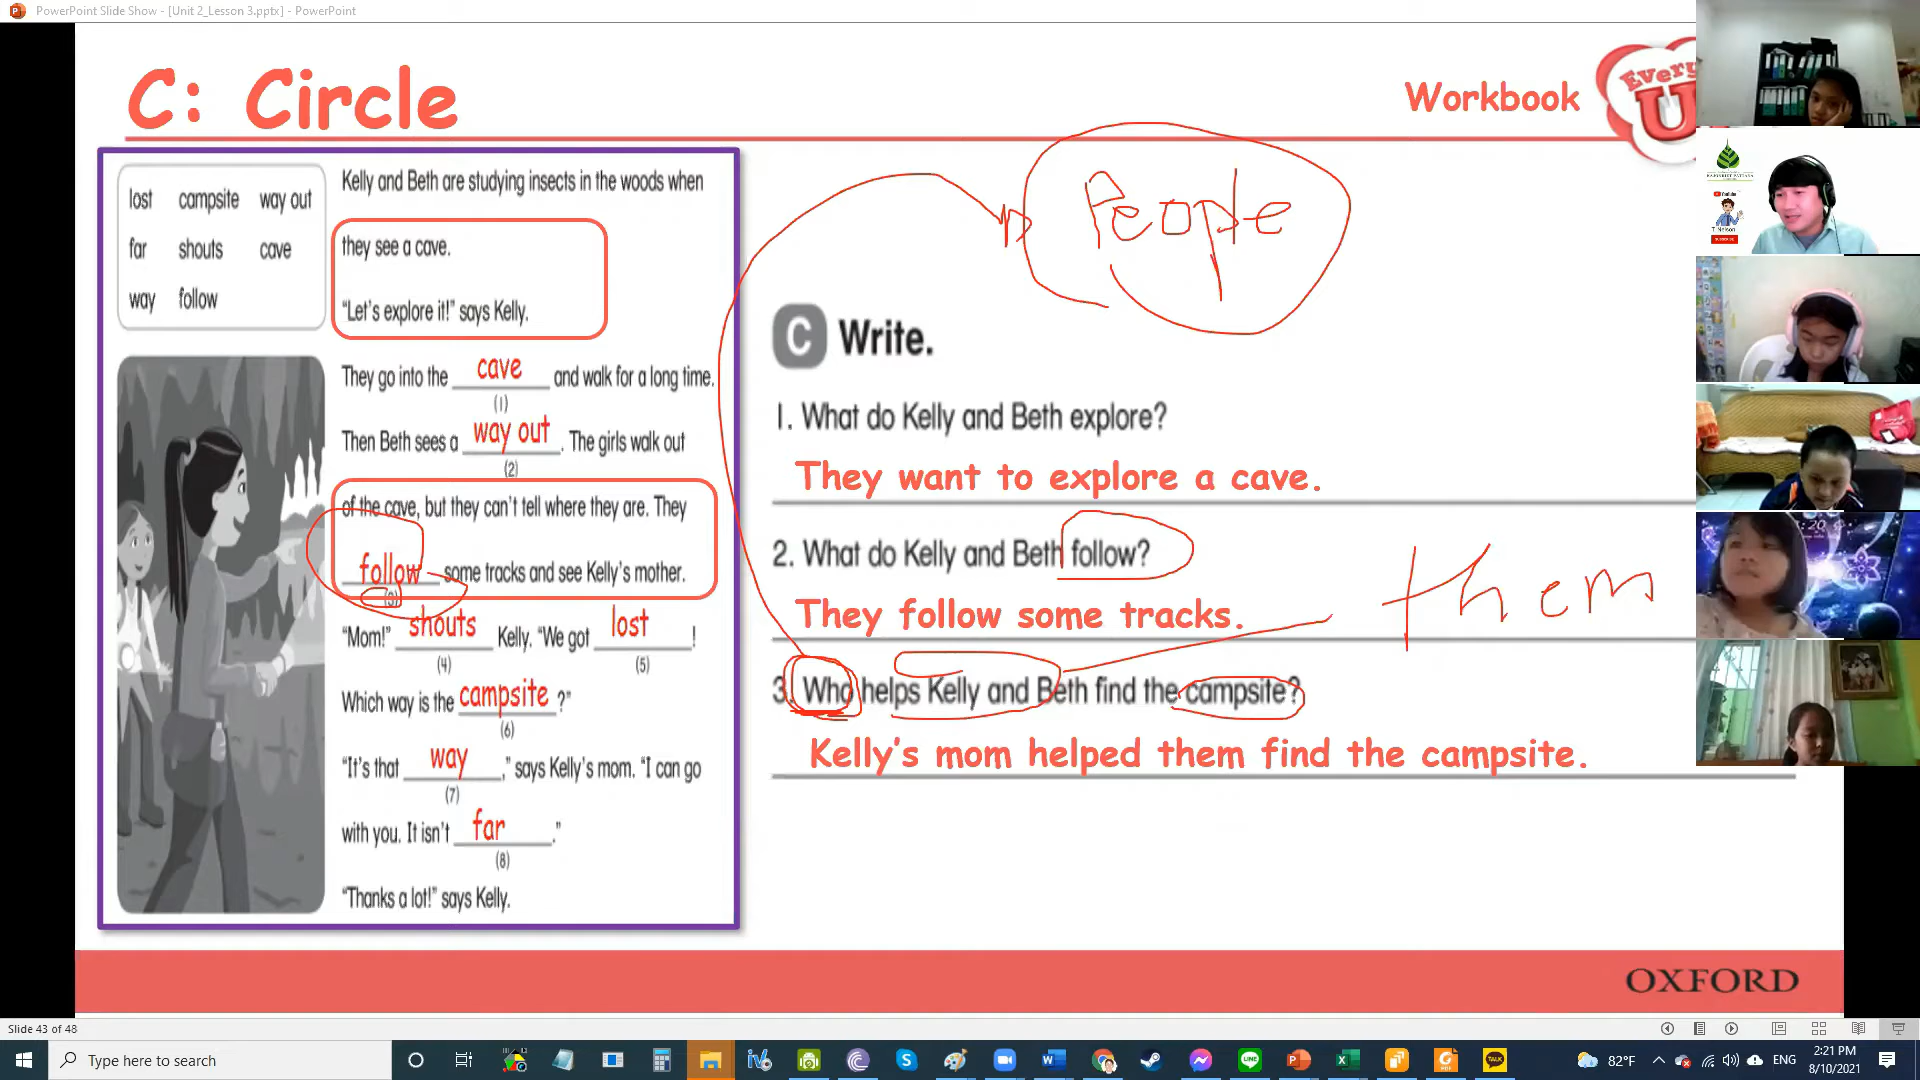 PowerPoint Slide Show - [Unit 2_Lesson 3.pptx] - PowerPoint
C: Circle
Workbook
Every
U
lost campsite way out
far shouts cave
way follow
Kelly and Beth are studying insects in the woods when
they see a cave.
“Let’s explore it!” says Kelly.
They go into the cave and walk for a long time.
(1)
Then Beth sees a way out. The girls walk out
(2)
of the cave, but they can’t tell where they are. They
follow some tracks and see Kelly’s mother.
(3)
“Mom!” shouts Kelly. “We got lost!
(4) (5)
Which way is the campsite?”
(6)
“It’s that way,” says Kelly’s mom. “I can go
(7)
with you. It isn’t far.”
(8)
“Thanks a lot!” says Kelly.
People
C Write.
1. What do Kelly and Beth explore?
They want to explore a cave.
2. What do Kelly and Beth follow?
They follow some tracks.
them
3. Who helps Kelly and Beth find the campsite?
Kelly’s mom helped them find the campsite.
OXFORD
YouTube
T. Nelson
SUBSCRIBE
Slide 43 of 48
Type here to search
82°F
ENG
2:21 PM
8/10/2021